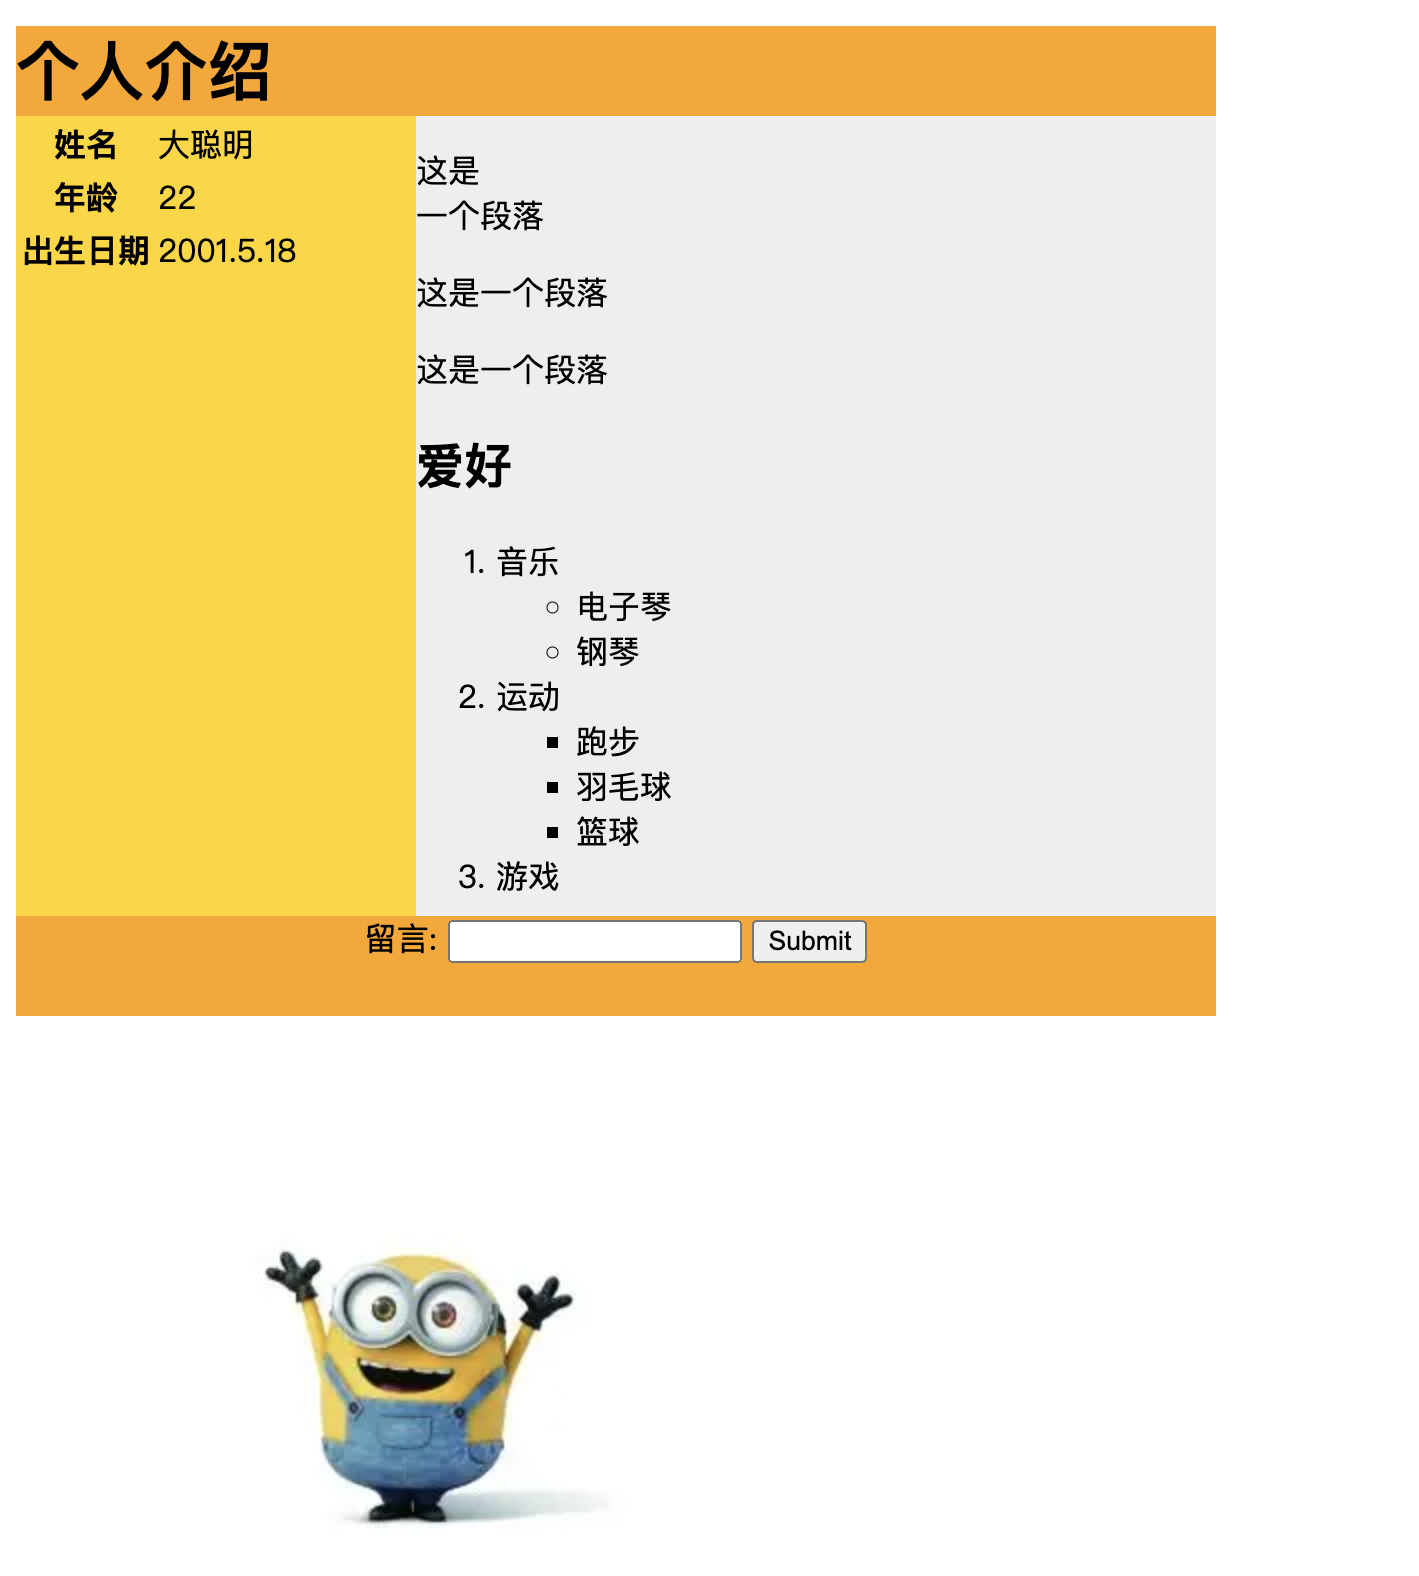 个人介绍
姓名 大聪明
年龄 22
出生日期 2001.5.18
这是
一个段落
这是一个段落
这是一个段落
爱好
1. 音乐
电子琴
钢琴
2. 运动
跑步
羽毛球
篮球
3. 游戏
留言: Submit